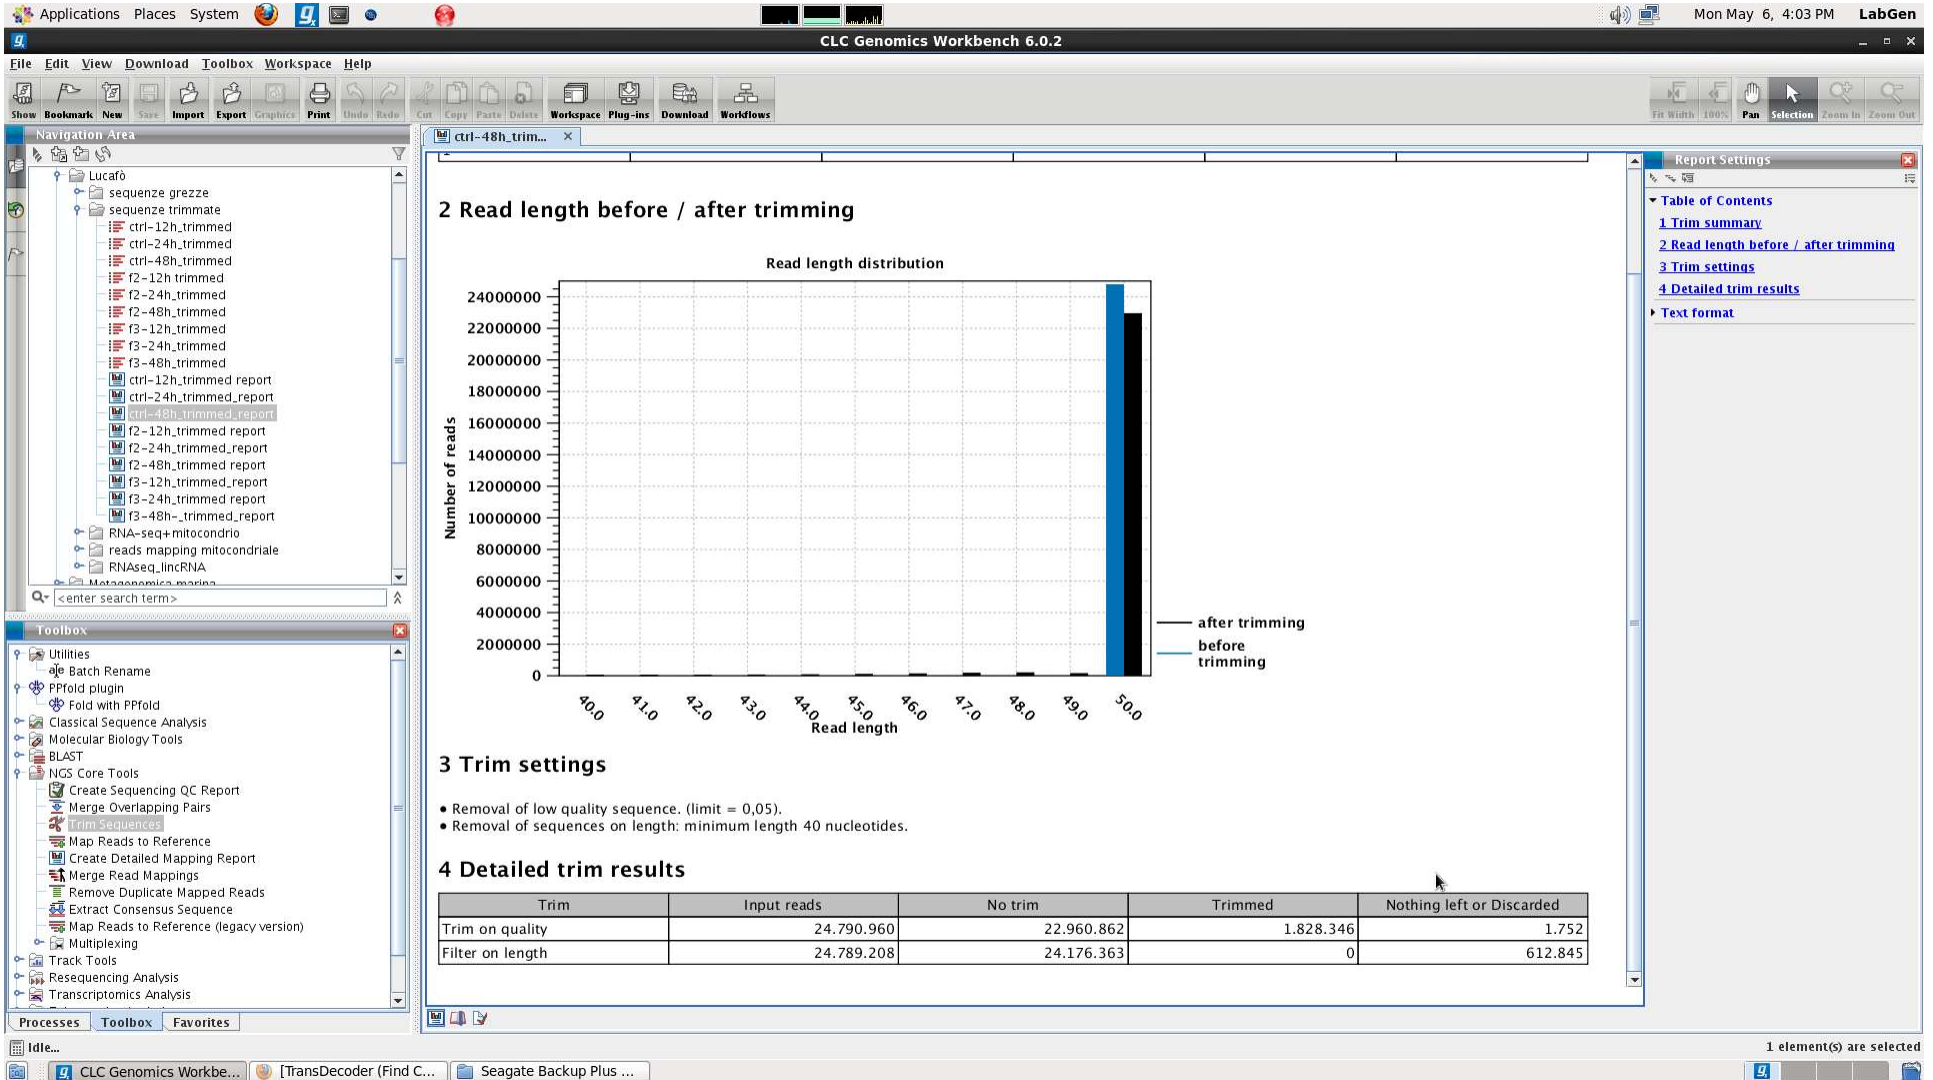 Applications Places System Mon May 6, 4:03 PM LabGen
CLC Genomics Workbench 6.0.2
File Edit View Download Toolbox Workspace Help
Show Bookmark New Save Import Export Graphics Print Undo Redo Cut Copy Paste Delete Workspace Plug-ins Download Workflows Fit Width 100% Pan Selection Zoom In Zoom Out
Navigation Area
Lucafò
sequenze grezze
sequenze trimmate
ctrl-12h_trimmed
ctrl-24h_trimmed
ctrl-48h_trimmed
f2-12h trimmed
f2-24h_trimmed
f2-48h_trimmed
f3-12h_trimmed
f3-24h_trimmed
f3-48h_trimmed
ctrl-12h_trimmed report
ctrl-24h_trimmed_report
ctrl-48h_trimmed_report
f2-12h_trimmed report
f2-24h_trimmed_report
f2-48h_trimmed report
f3-12h_trimmed_report
f3-24h_trimmed report
f3-48h-_trimmed_report
RNA-seq+mitocondrio
reads mapping mitocondriale
RNAseq_lincRNA
Metagenomica marina
<enter search term>
Toolbox
Utilities
Batch Rename
PPfold plugin
Fold with PPfold
Classical Sequence Analysis
Molecular Biology Tools
BLAST
NGS Core Tools
Create Sequencing QC Report
Merge Overlapping Pairs
Trim Sequences
Map Reads to Reference
Create Detailed Mapping Report
Merge Read Mappings
Remove Duplicate Mapped Reads
Extract Consensus Sequence
Map Reads to Reference (legacy version)
Multiplexing
Track Tools
Resequencing Analysis
Transcriptomics Analysis
Processes Toolbox Favorites
ctrl-48h_trim...
2 Read length before / after trimming
Read length distribution
Number of reads
24000000
22000000
20000000
18000000
16000000
14000000
12000000
10000000
8000000
6000000
4000000
2000000
0
40.0 41.0 42.0 43.0 44.0 45.0 46.0 47.0 48.0 49.0 50.0
Read length
after trimming
before
trimming
3 Trim settings
• Removal of low quality sequence. (limit = 0,05).
• Removal of sequences on length: minimum length 40 nucleotides.
4 Detailed trim results
Trim Input reads No trim Trimmed Nothing left or Discarded
Trim on quality 24.790.960 22.960.862 1.828.346 1.752
Filter on length 24.789.208 24.176.363 0 612.845
Report Settings
Table of Contents
1 Trim summary
2 Read length before / after trimming
3 Trim settings
4 Detailed trim results
Text format
Idle... 1 element(s) are selected
CLC Genomics Workbe... [TransDecoder (Find C... Seagate Backup Plus ...